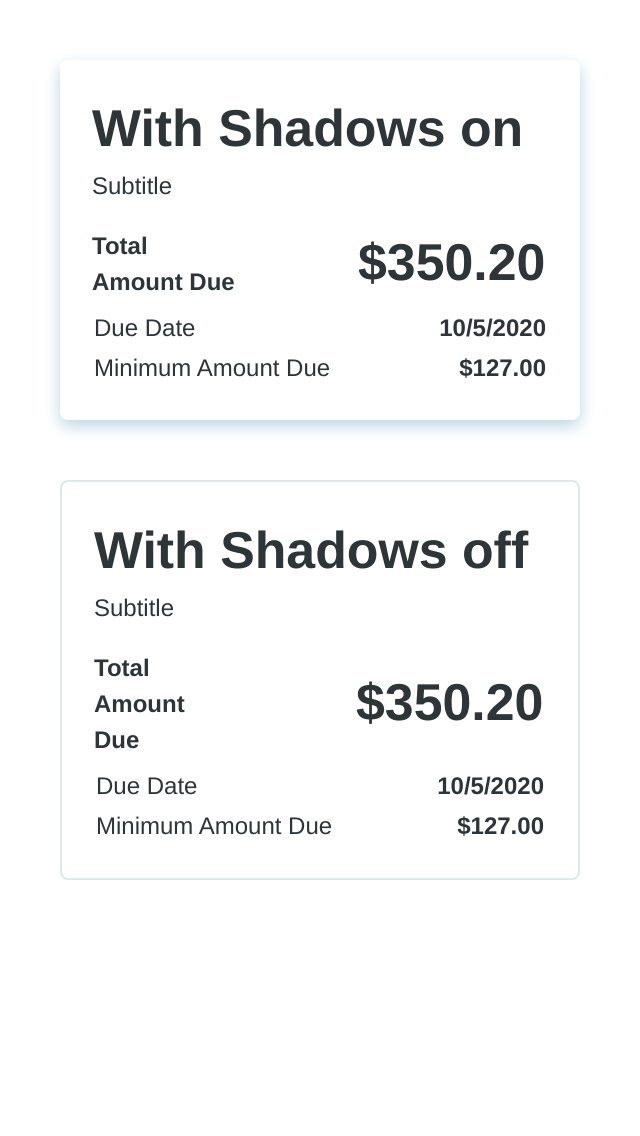 With Shadows on
Subtitle
Total
Amount Due
$350.20
Due Date 10/5/2020
Minimum Amount Due $127.00
With Shadows off
Subtitle
Total
Amount
Due
$350.20
Due Date 10/5/2020
Minimum Amount Due $127.00